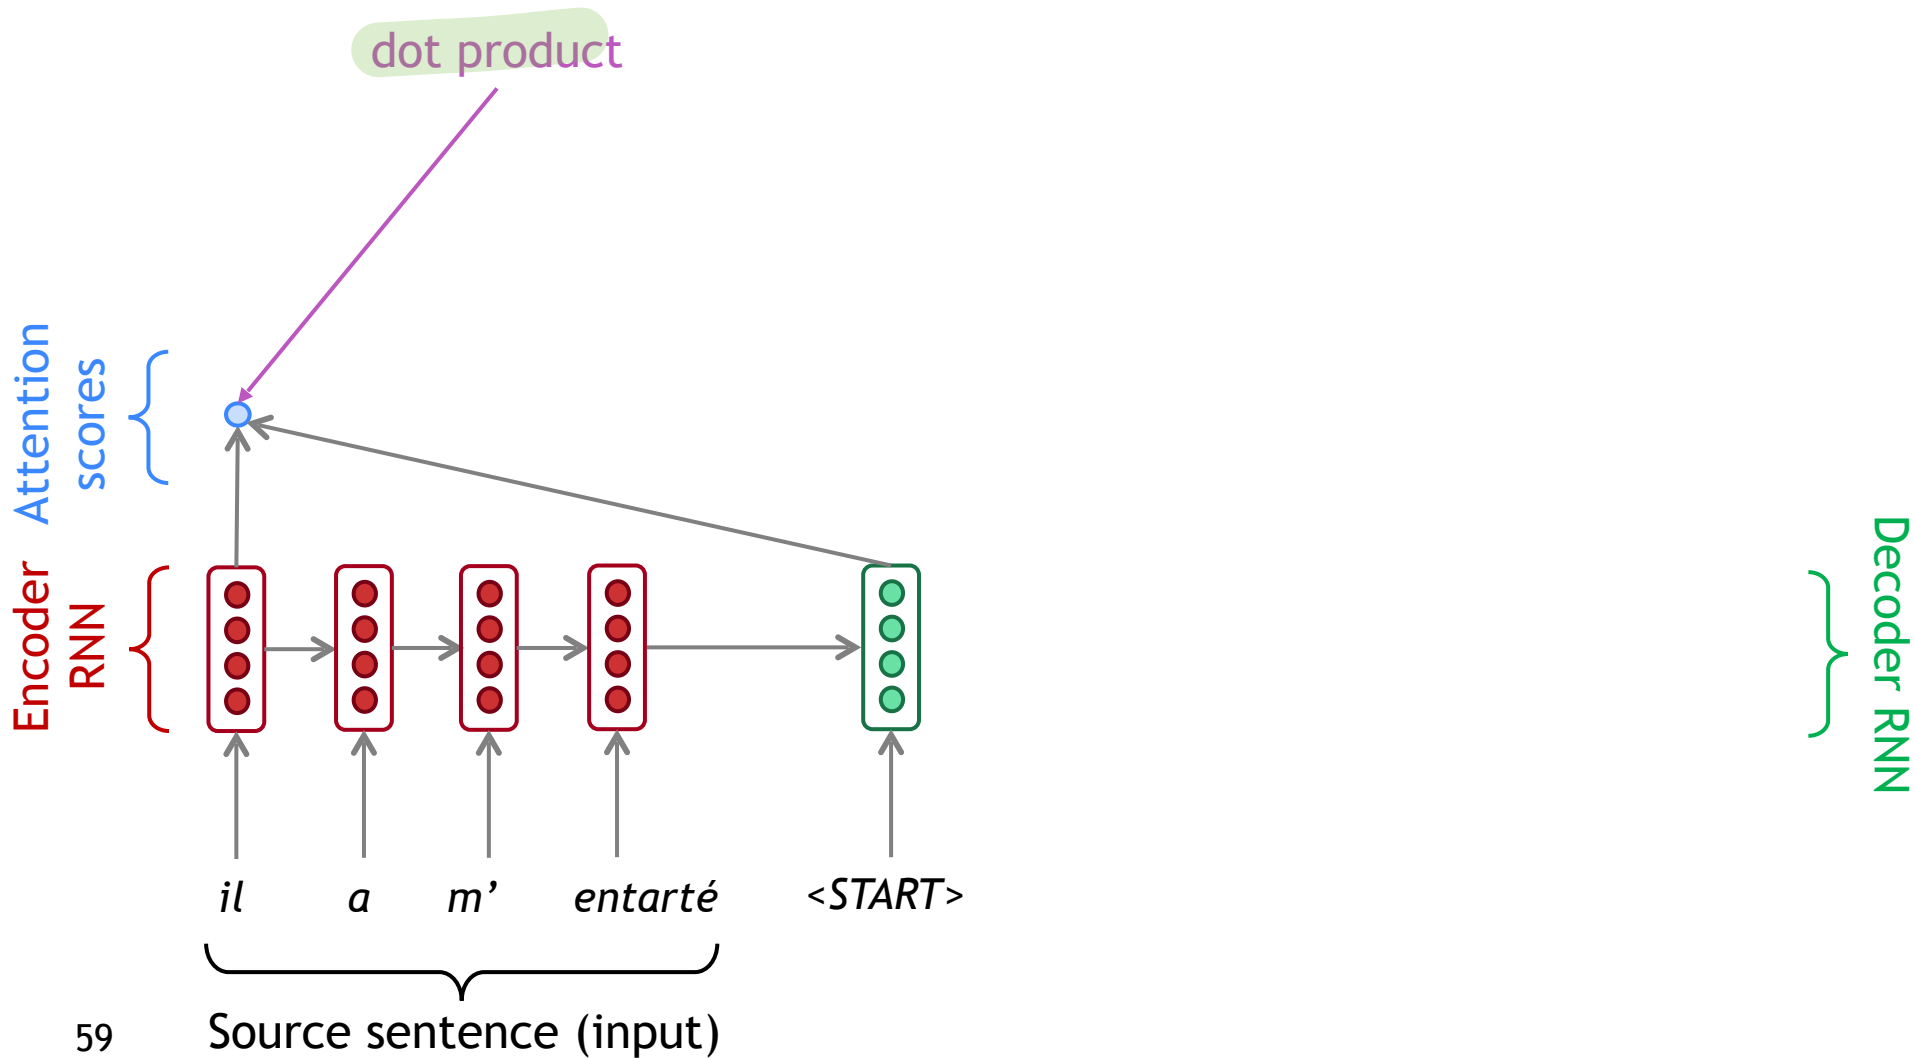 dot product
Attention
scores
Encoder
RNN
Decoder RNN
il a m’ entarté <START>
Source sentence (input)
59